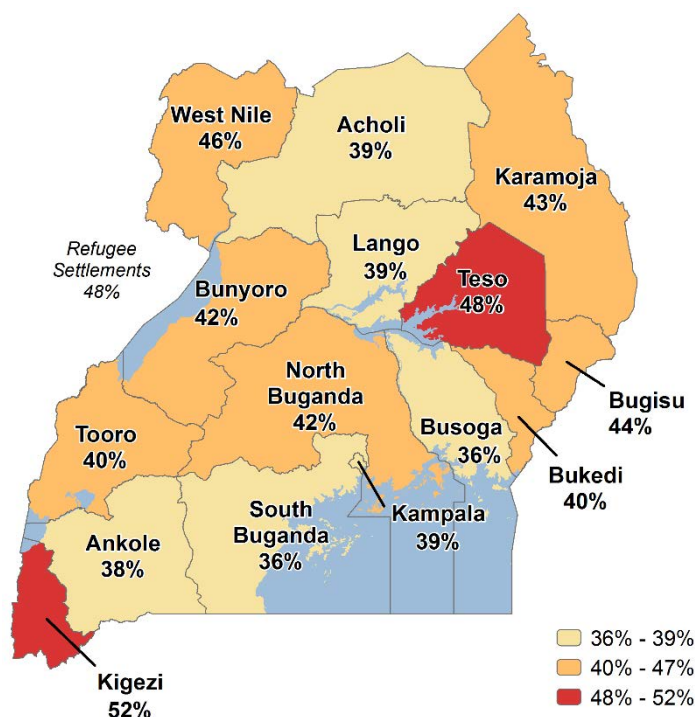 West Nile
46%
Acholi
39%
Karamoja
43%
Refugee
Settlements
48%
Lango
39%
Teso
48%
Bunyoro
42%
North
Buganda
42%
Bugisu
44%
Tooro
40%
Busoga
36%
Bukedi
40%
South
Buganda
36%
Kampala
39%
Ankole
38%
Kigezi
52%
36% - 39%
40% - 47%
48% - 52%